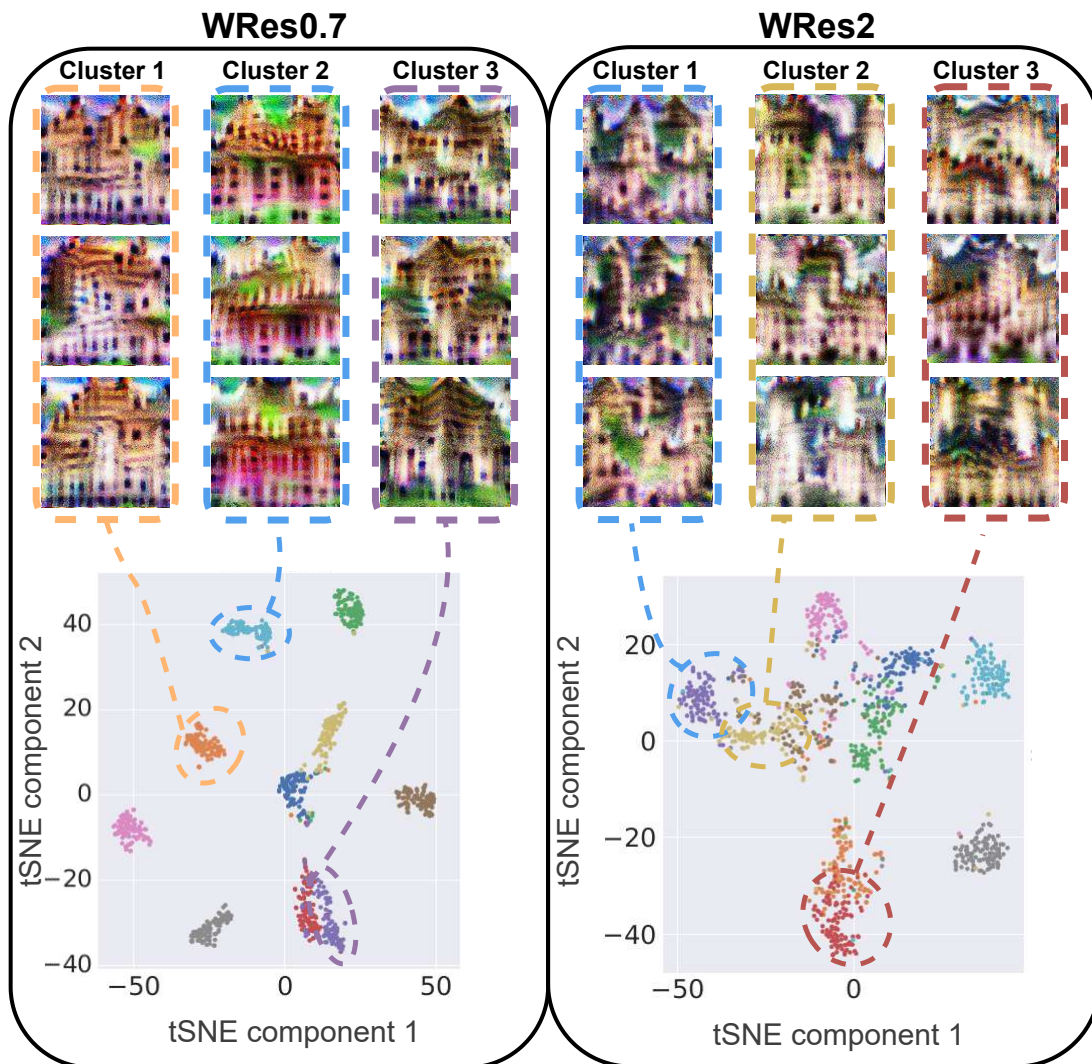 WRes0.7
Cluster 1
Cluster 2
Cluster 3
tSNE component 2
40
20
0
−20
−40
−50
0
50
tSNE component 1
WRes2
Cluster 1
Cluster 2
Cluster 3
tSNE component 2
20
0
−20
−40
−50
0
tSNE component 1